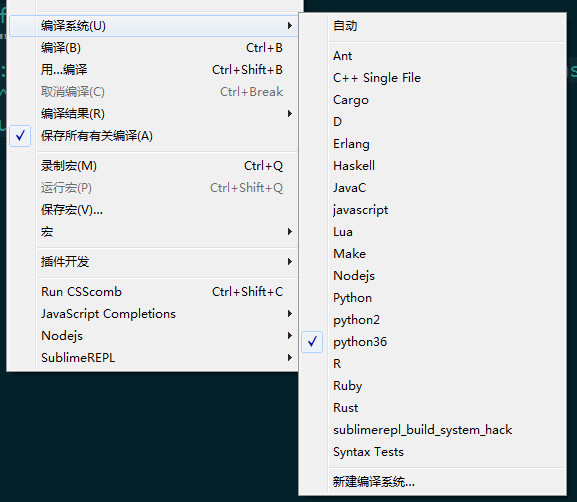 编译系统(U)
编译(B) Ctrl+B
用...编译 Ctrl+Shift+B
取消编译(C) Ctrl+Break
编译结果(R)
保存所有有关编译(A)
录制宏(M) Ctrl+Q
运行宏(P) Ctrl+Shift+Q
保存宏(V)...
宏
插件开发
Run CSScomb Ctrl+Shift+C
JavaScript Completions
Nodejs
SublimeREPL
自动
Ant
C++ Single File
Cargo
D
Erlang
Haskell
JavaC
javascript
Lua
Make
Nodejs
Python
python2
python36
R
Ruby
Rust
sublimerepl_build_system_hack
Syntax Tests
新建编译系统...